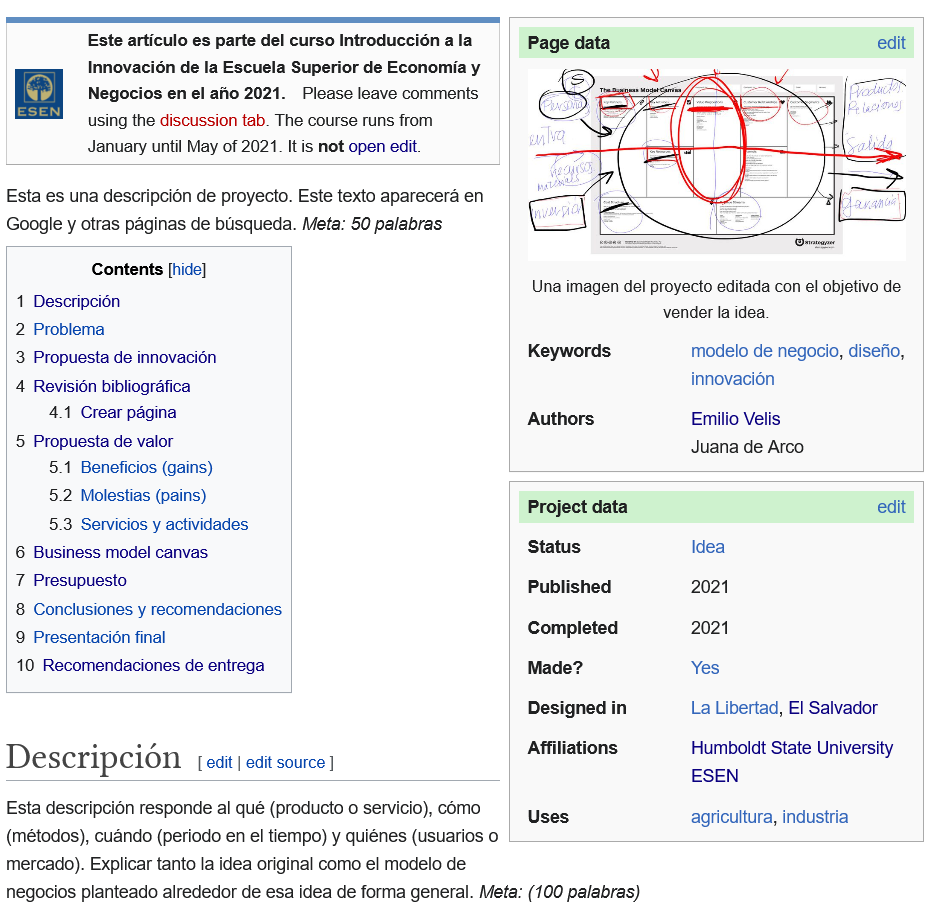 ESEN
Este artículo es parte del curso Introducción a la
Innovación de la Escuela Superior de Economía y
Negocios en el año 2021. Please leave comments
using the discussion tab. The course runs from
January until May of 2021. It is not open edit.
Esta es una descripción de proyecto. Este texto aparecerá en
Google y otras páginas de búsqueda. Meta: 50 palabras
Contents [hide]
1 Descripción
2 Problema
3 Propuesta de innovación
4 Revisión bibliográfica
4.1 Crear página
5 Propuesta de valor
5.1 Beneficios (gains)
5.2 Molestias (pains)
5.3 Servicios y actividades
6 Business model canvas
7 Presupuesto
8 Conclusiones y recomendaciones
9 Presentación final
10 Recomendaciones de entrega
Descripción [ edit | edit source ]
Esta descripción responde al qué (producto o servicio), cómo
(métodos), cuándo (periodo en el tiempo) y quiénes (usuarios o
mercado). Explicar tanto la idea original como el modelo de
negocios planteado alrededor de esa idea de forma general. Meta: (100 palabras)
Page data edit
The Business Model Canvas
Strategyzer
Una imagen del proyecto editada con el objetivo de
vender la idea.
Keywords modelo de negocio, diseño,
innovación
Authors Emilio Velis
Juana de Arco
Project data edit
Status Idea
Published 2021
Completed 2021
Made? Yes
Designed in La Libertad, El Salvador
Affiliations Humboldt State University
ESEN
Uses agricultura, industria